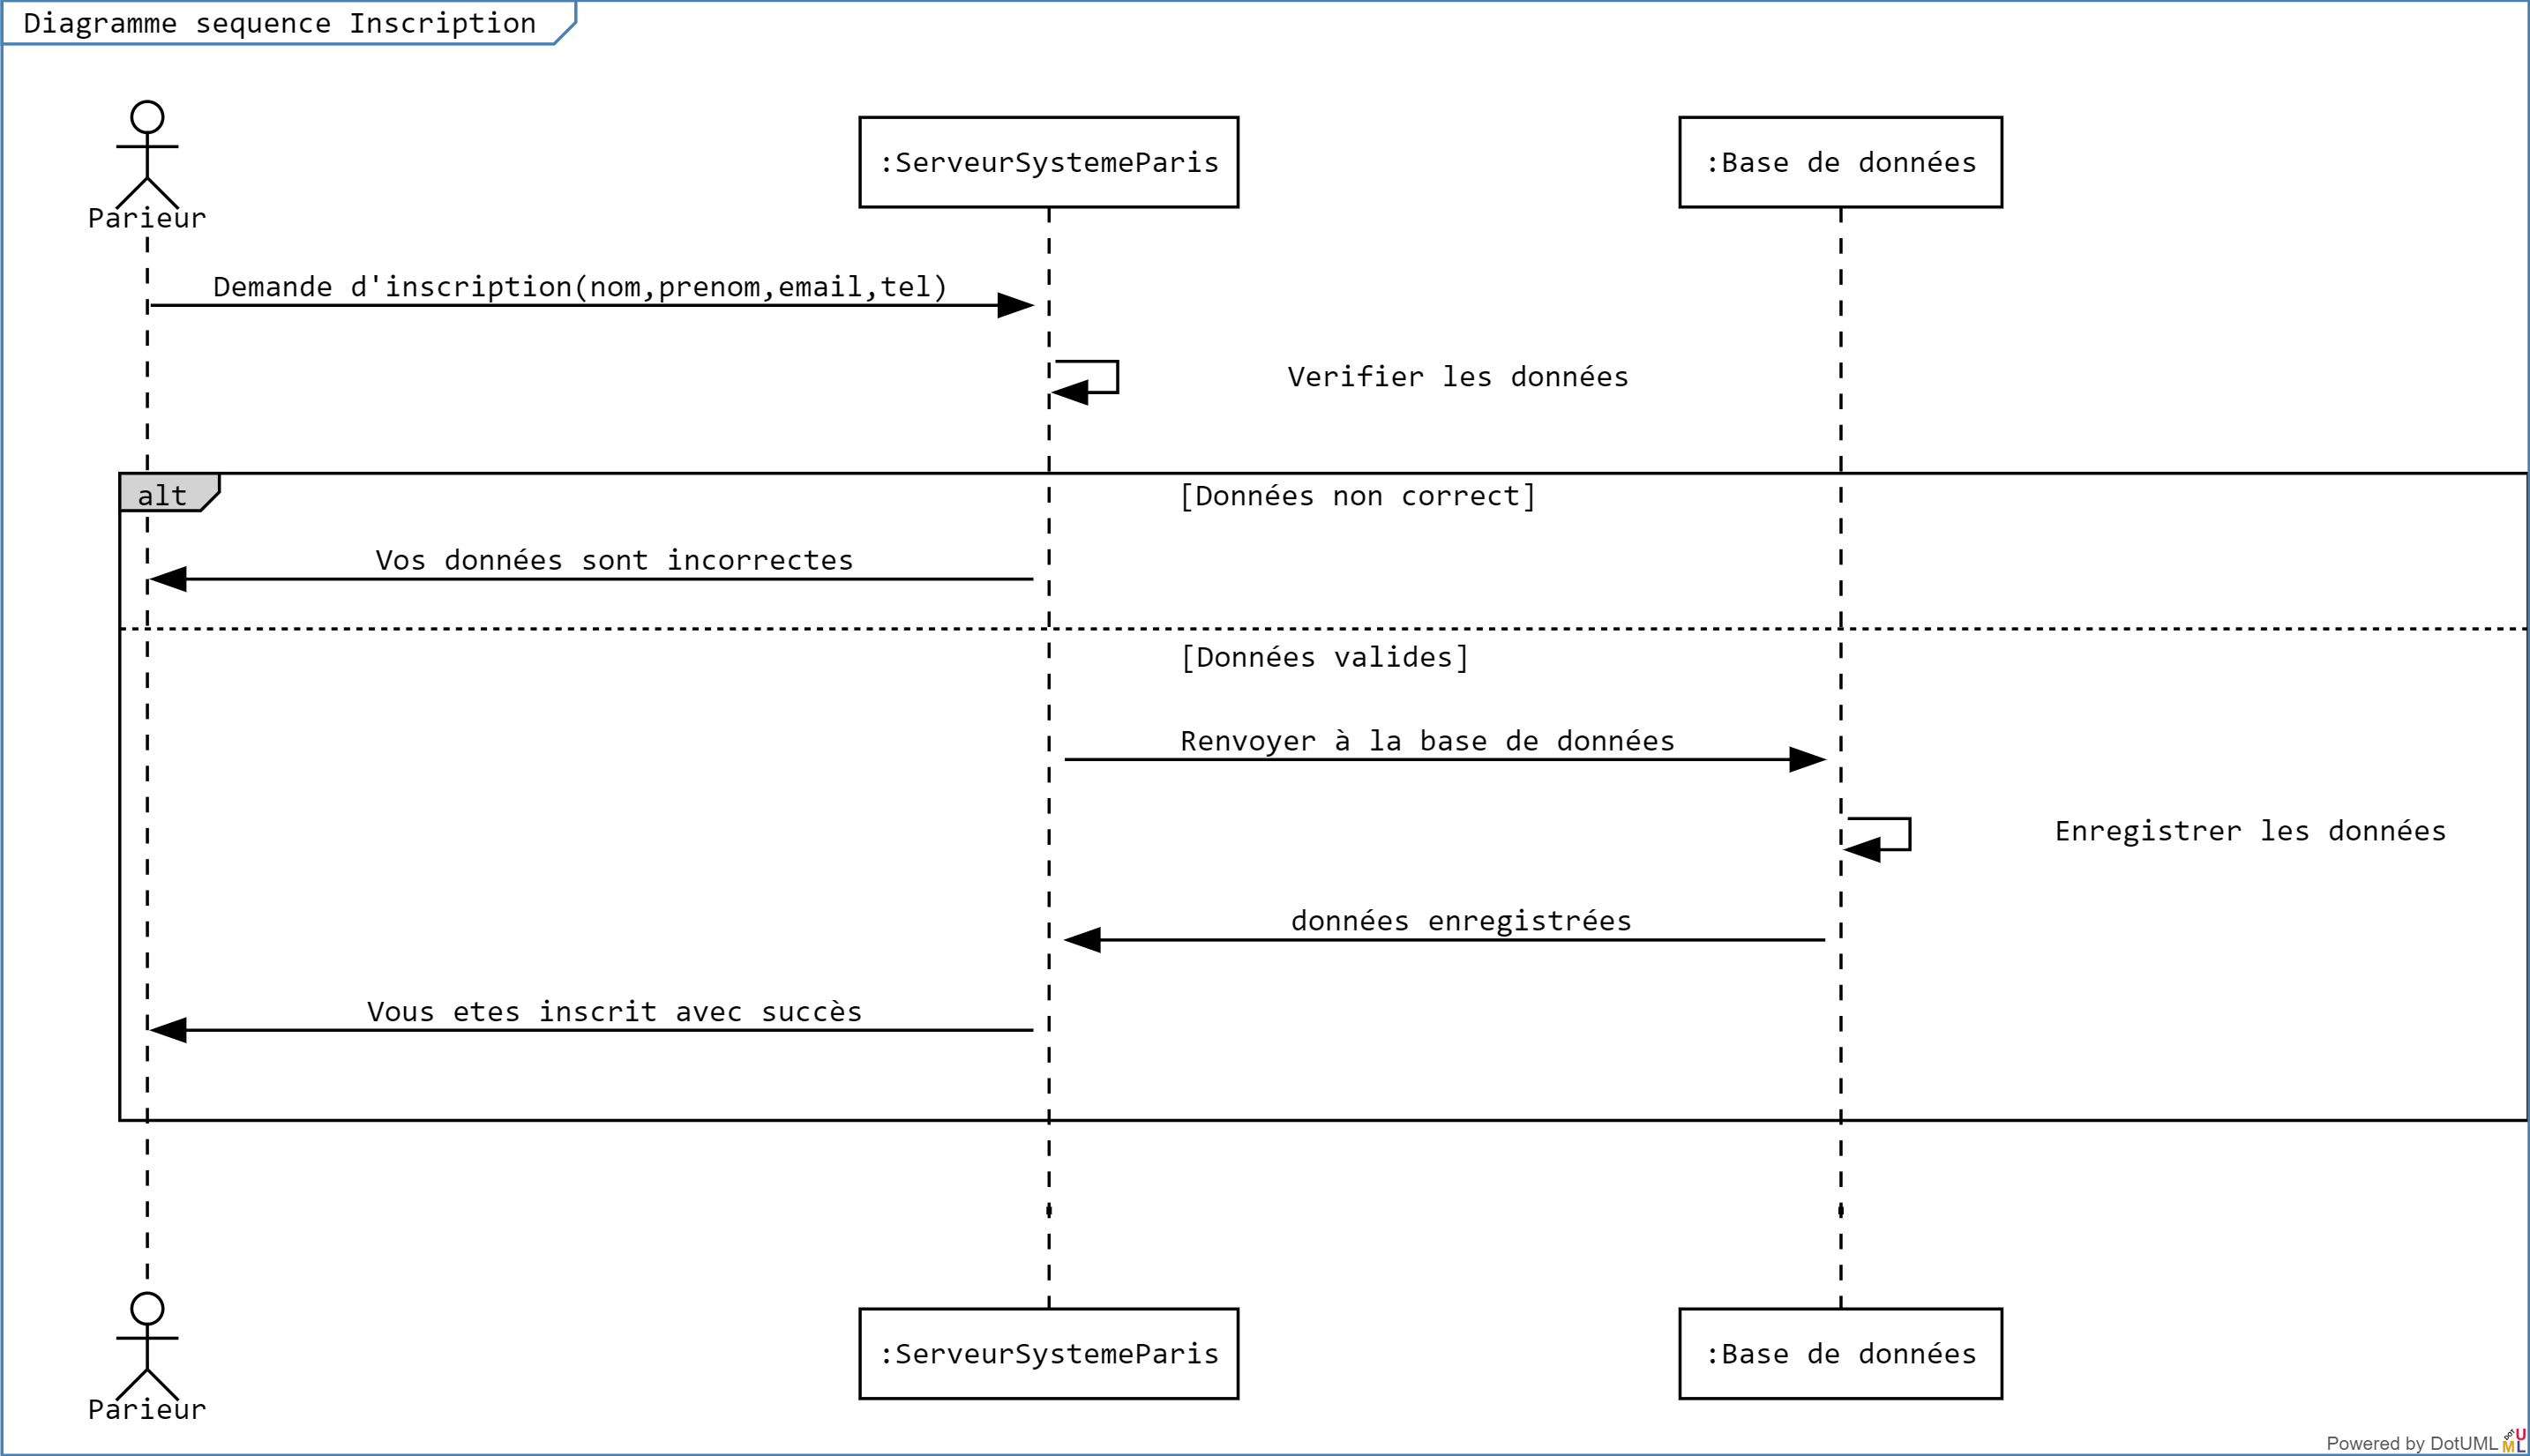 Diagramme sequence Inscription
Parieur
:ServeurSystemeParis
:Base de données
Demande d'inscription(nom,prenom,email,tel)
Verifier les données
alt
[Données non correct]
Vos données sont incorrectes
[Données valides]
Renvoyer à la base de données
Enregistrer les données
données enregistrées
Vous etes inscrit avec succès
:ServeurSystemeParis
:Base de données
Parieur
Powered by DotUML
DOT
U
ML